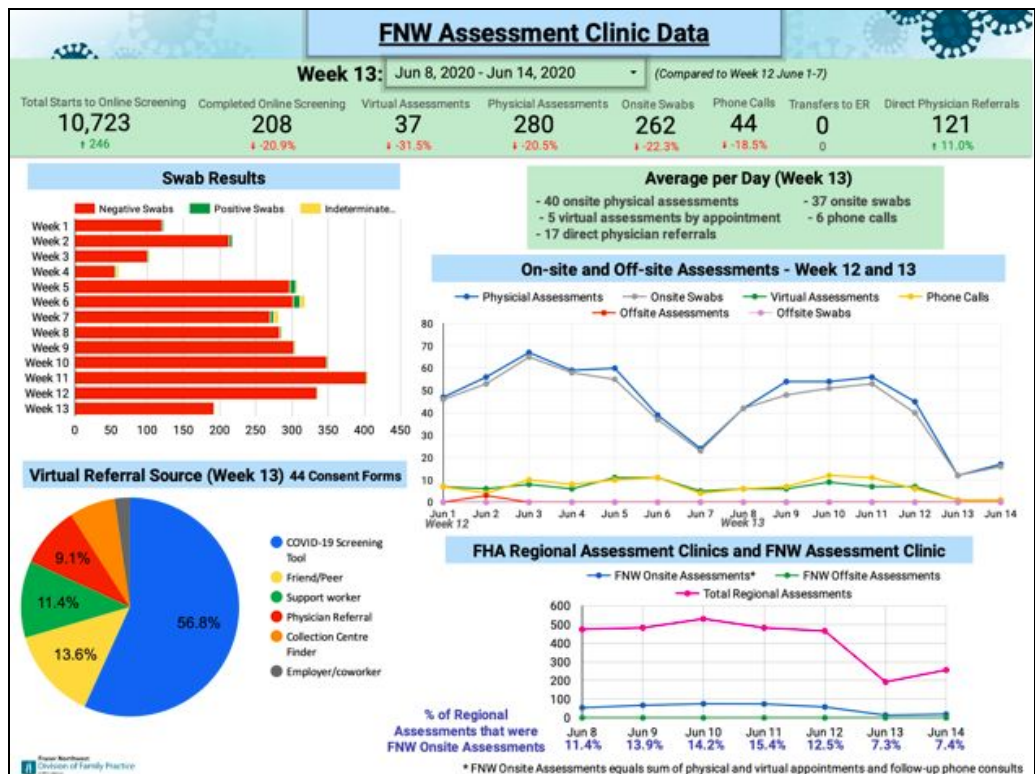 FNW Assessment Clinic Data
Week 13: Jun 8, 2020 - Jun 14, 2020 (Compared to Week 12 June 1-7)
Total Starts to Online Screening Completed Online Screening Virtual Assessments Physicial Assessments Onsite Swabs Phone Calls Transfers to ER Direct Physician Referrals
10,723 208 37 280 262 44 0 121
↑ 246 ↓ -20.9% ↓ -31.5% ↓ -20.5% ↓ -22.3% ↓ -18.5% 0 ↑ 11.0%
Swab Results
Negative Swabs Positive Swabs Indeterminate...
Week 1
Week 2
Week 3
Week 4
Week 5
Week 6
Week 7
Week 8
Week 9
Week 10
Week 11
Week 12
Week 13
0 50 100 150 200 250 300 350 400 450
Average per Day (Week 13)
- 40 onsite physical assessments - 37 onsite swabs
- 5 virtual assessments by appointment - 6 phone calls
- 17 direct physician referrals
On-site and Off-site Assessments - Week 12 and 13
Physicial Assessments Onsite Swabs Virtual Assessments Phone Calls
Offsite Assessments Offsite Swabs
80
70
60
50
40
30
20
10
0
Jun 1 Jun 2 Jun 3 Jun 4 Jun 5 Jun 6 Jun 7 Jun 8 Jun 9 Jun 10 Jun 11 Jun 12 Jun 13 Jun 14
Week 12 Week 13
Virtual Referral Source (Week 13) 44 Consent Forms
56.8%
13.6%
11.4%
9.1%
COVID-19 Screening
Tool
Friend/Peer
Support worker
Physician Referral
Collection Centre
Finder
Employer/coworker
FHA Regional Assessment Clinics and FNW Assessment Clinic
FNW Onsite Assessments* FNW Offsite Assessments
Total Regional Assessments
600
500
400
300
200
100
0
Jun 8 Jun 9 Jun 10 Jun 11 Jun 12 Jun 13 Jun 14
% of Regional
Assessments that were
FNW Onsite Assessments
11.4% 13.9% 14.2% 15.4% 12.5% 7.3% 7.4%
* FNW Onsite Assessments equals sum of physical and virtual appointments and follow-up phone consults
Fraser Northwest
Division of Family Practice